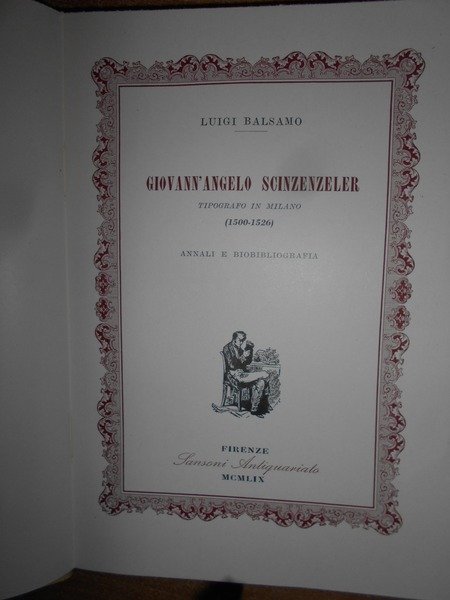 LUIGI BALSAMO
GIOVANN'ANGELO SCINZENZELER
TIPOGRAFO IN MILANO
(1500-1526)
ANNALI E BIOBIBLIOGRAFIA
FIRENZE
Sansoni Antiquariato
MCMLIX